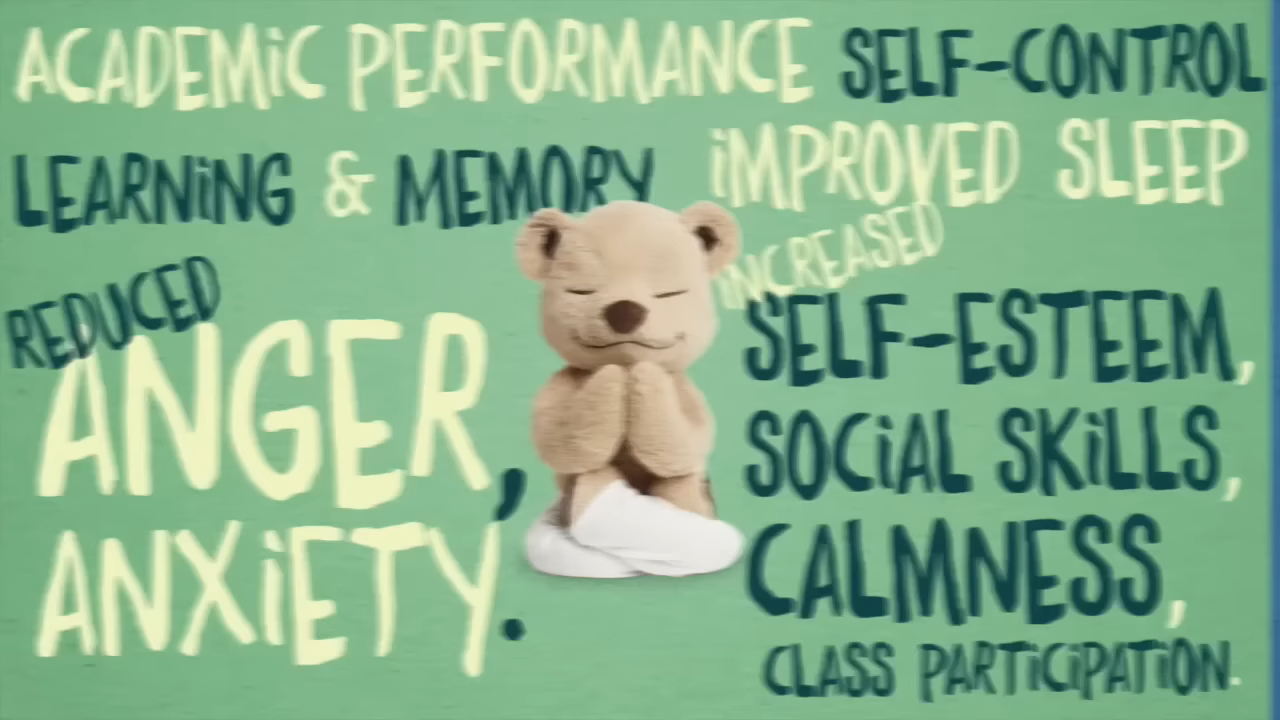 ACADEMiC PERFORMANCE SELF-CONTROL
LEARNiNG & MEMORY iMPROVED SLEEP
REDUCED
ANGER,
ANXiETY.
iNCREASED
SELF-ESTEEM,
SOCiAL SKiLLS,
CALMNESS,
CLASS PARTiCiPATiON.